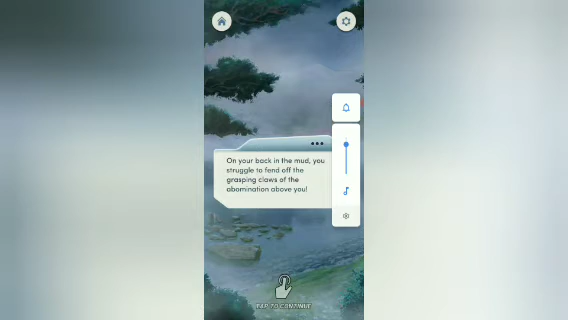 On your back in the mud, you
struggle to fend off the
grasping claws of the
abomination above you!
TAP TO CONTINUE